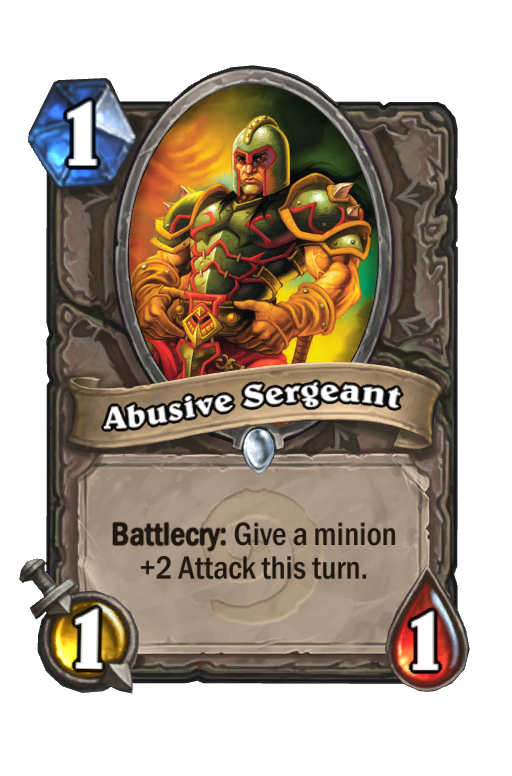 1
Abusive Sergeant
Battlecry: Give a minion
+2 Attack this turn.
1 1